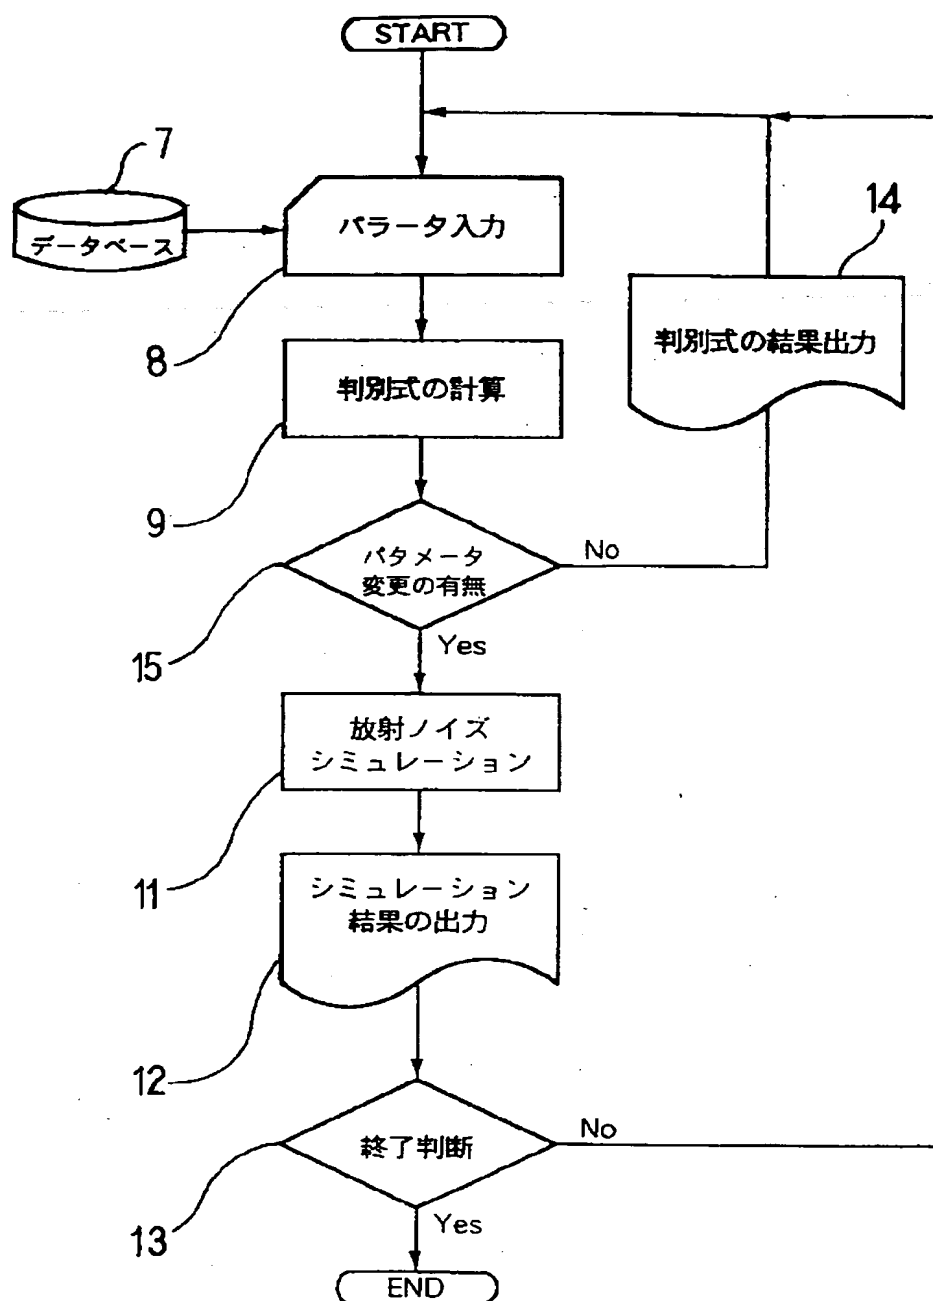 START
7
データベース
パラータ入力
8
14
判別式の結果出力
判別式の計算
9
パタメータ
変更の有無
No
15
Yes
放射ノイズ
シミュレーション
11
シミュレーション
結果の出力
12
終了判断
No
13
Yes
END